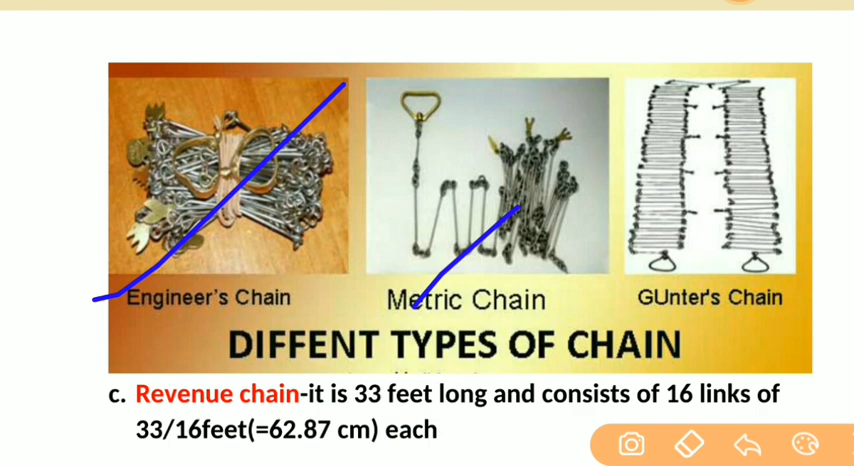 Engineer's Chain
Metric Chain
GUnter's Chain
DIFFENT TYPES OF CHAIN
c. Revenue chain-it is 33 feet long and consists of 16 links of
33/16feet(=62.87 cm) each